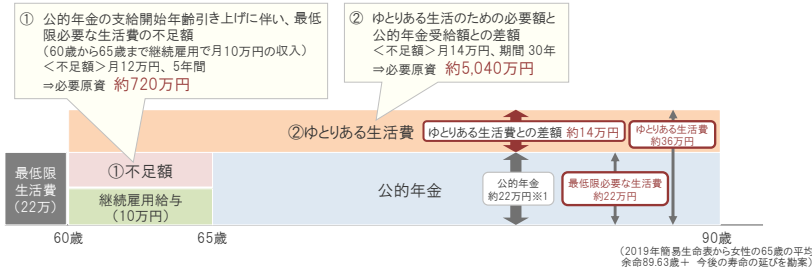 ① 公的年金の支給開始年齢引き上げに伴い、最低
限必要な生活費の不足額
(60歳から65歳まで継続雇用で月10万円の収入)
＜不足額＞月12万円、5年間
⇒必要原資 約720万円
② ゆとりある生活のための必要額と
公的年金受給額との差額
＜不足額＞月14万円、期間 30年
⇒必要原資 約5,040万円
②ゆとりある生活費
ゆとりある生活費との差額 約14万円
ゆとりある生活費
約36万円
最低限
生活費
(22万)
①不足額
継続雇用給与
(10万円)
公的年金
公的年金
約22万円※1
最低限必要な生活費
約22万円
60歳
65歳
90歳
(2019年簡易生命表から女性の65歳の平均
余命89.63歳＋ 今後の寿命の延びを勘案)